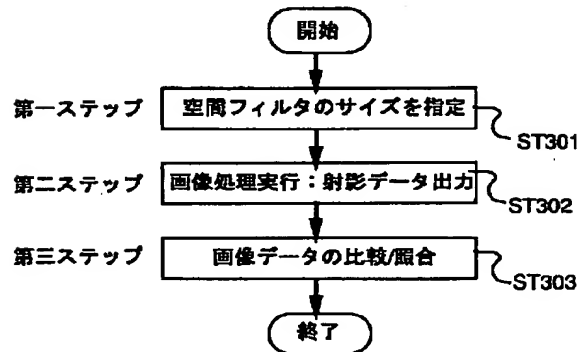 開始
第一ステップ 空間フィルタのサイズを指定
ST301
第二ステップ 画像処理実行:射影データ出力
ST302
第三ステップ 画像データの比較/照合
ST303
終了